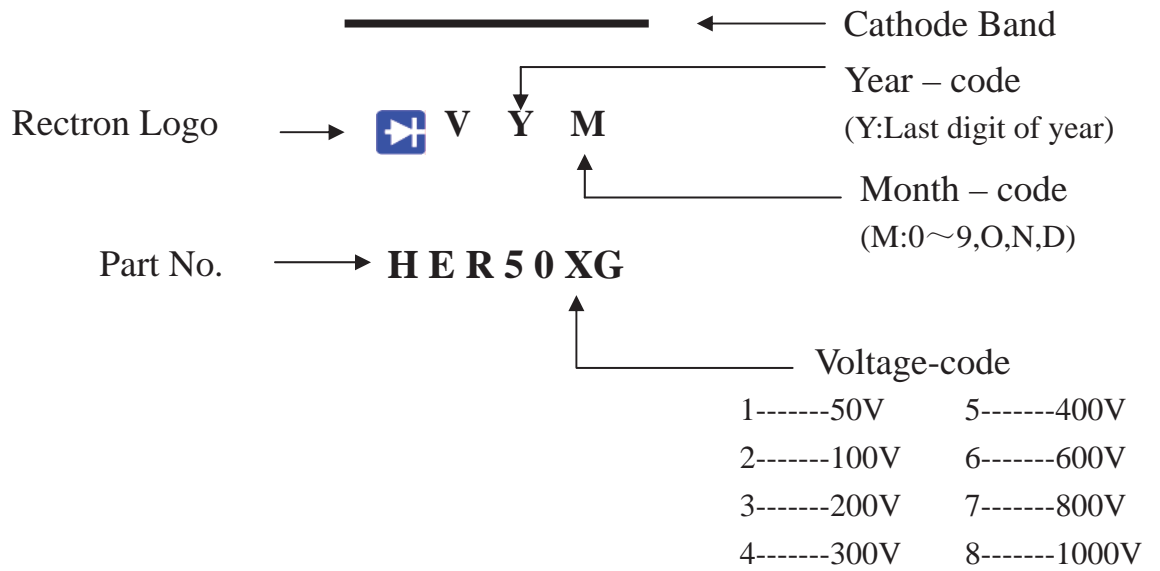 Cathode Band
Year – code
Rectron Logo V Y M (Y:Last digit of year)
Month – code
(M:0～9,O,N,D)
Part No. H E R 5 0 XG
Voltage-code
1-------50V 5-------400V
2-------100V 6-------600V
3-------200V 7-------800V
4-------300V 8-------1000V